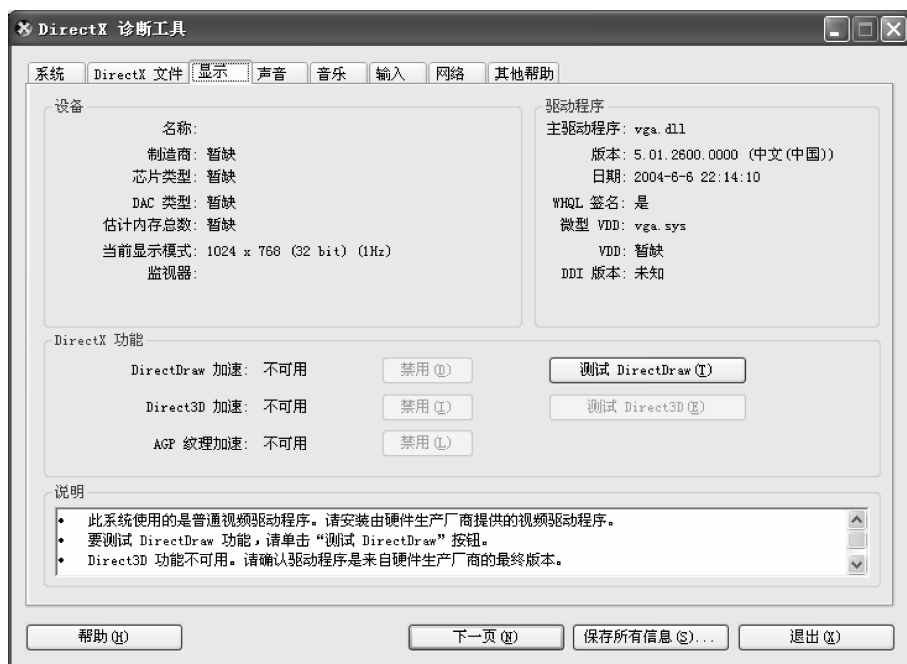 DirectX 诊断工具
系统 DirectX 文件 显示 声音 音乐 输入 网络 其他帮助
设备
名称:
制造商: 暂缺
芯片类型: 暂缺
DAC 类型: 暂缺
估计内存总数: 暂缺
当前显示模式: 1024 x 768 (32 bit) (1Hz)
监视器:
驱动程序
主驱动程序: vga.dll
版本: 5.01.2600.0000 (中文(中国))
日期: 2004-6-6 22:14:10
WHQL 签名: 是
微型 VDD: vga.sys
VDD: 暂缺
DDI 版本: 未知
DirectX 功能
DirectDraw 加速: 不可用 禁用(D) 测试 DirectDraw(T)
Direct3D 加速: 不可用 禁用(I) 测试 Direct3D(E)
AGP 纹理加速: 不可用 禁用(L)
说明
• 此系统使用的是普通视频驱动程序。请安装由硬件生产厂商提供的视频驱动程序。
• 要测试 DirectDraw 功能,请单击“测试 DirectDraw”按钮。
• Direct3D 功能不可用。请确认驱动程序是来自硬件生产厂商的最终版本。
帮助(H) 下一页(N) 保存所有信息(S)... 退出(X)